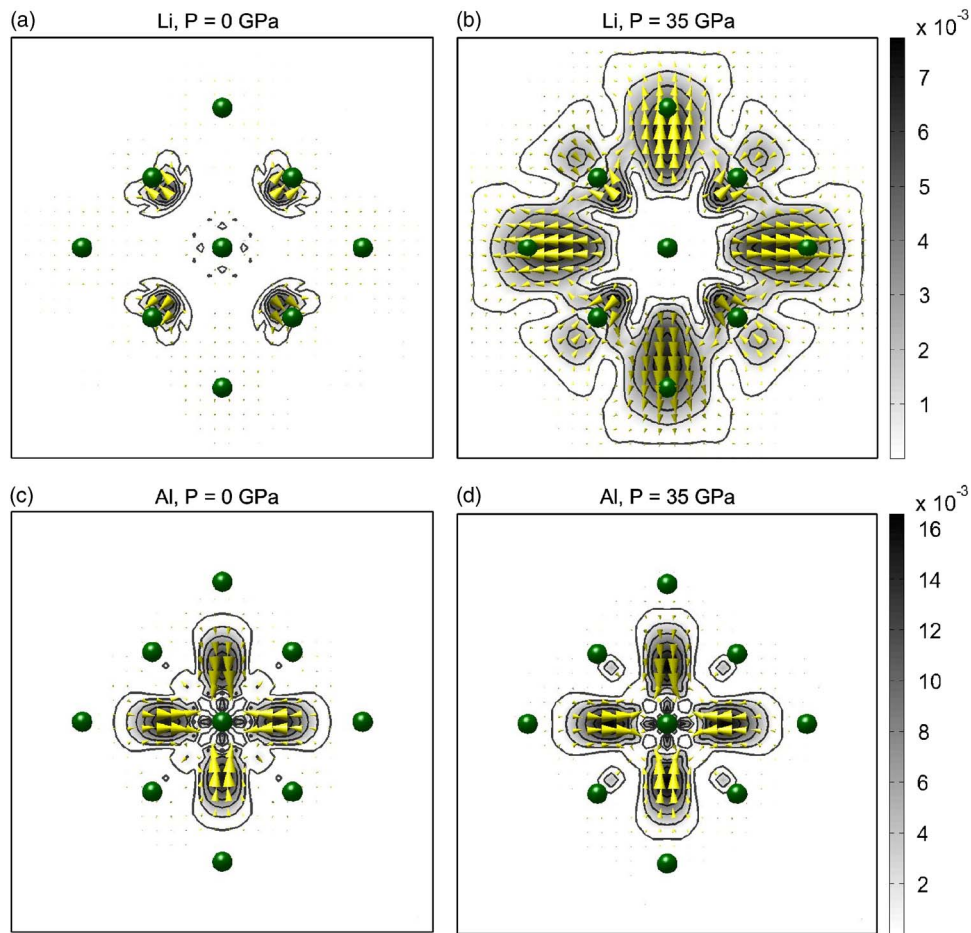 (a) Li, P = 0 GPa
(b) Li, P = 35 GPa
x 10⁻³
7
6
5
4
3
2
1
(c) Al, P = 0 GPa
(d) Al, P = 35 GPa
x 10⁻³
16
14
12
10
8
6
4
2